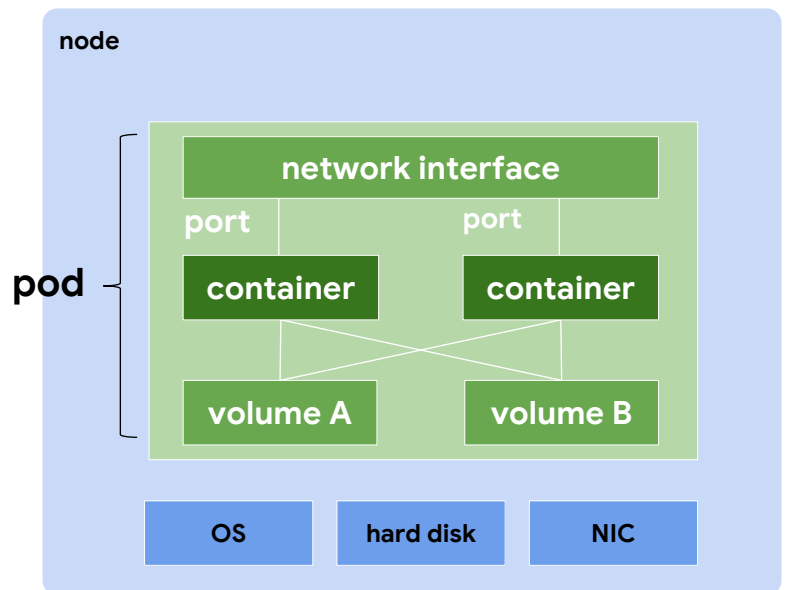 node
network interface
port
port
pod
container
container
volume A
volume B
OS
hard disk
NIC